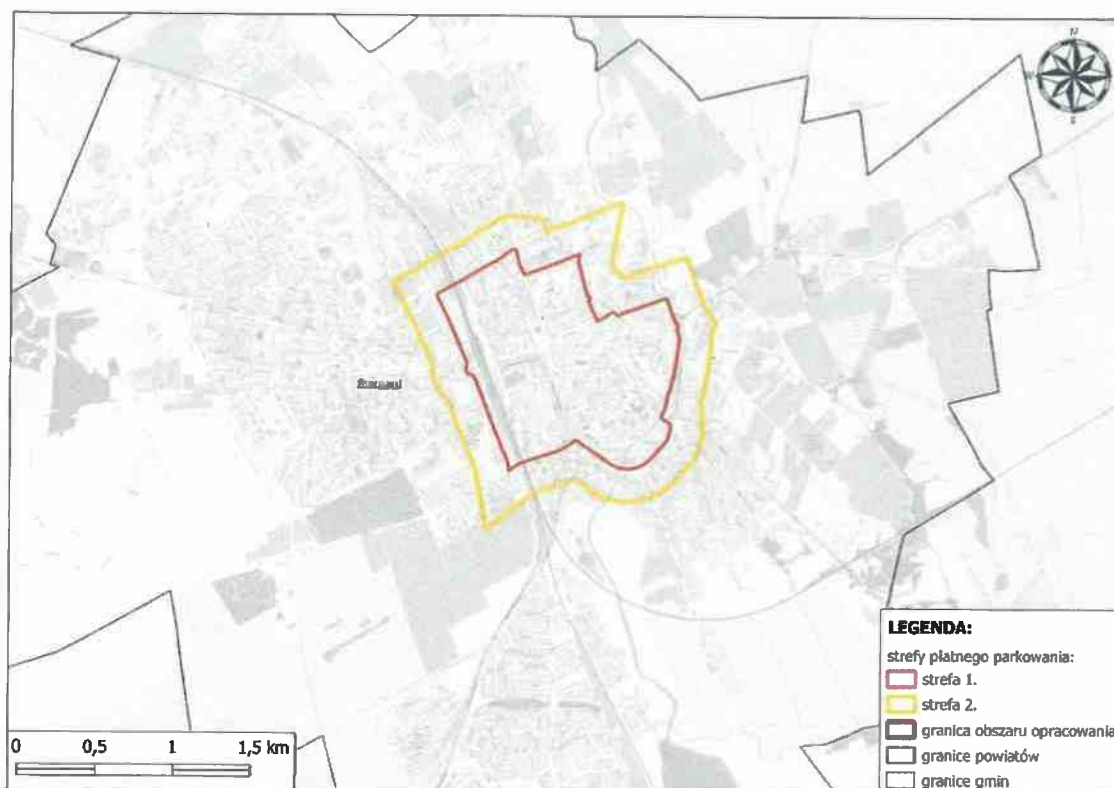 N
S
0 0,5 1 1,5 km
LEGENDA:
strefy płatnego parkowania:
strefa 1.
strefa 2.
granica obszaru opracowania
granice powiatów
granice gmin